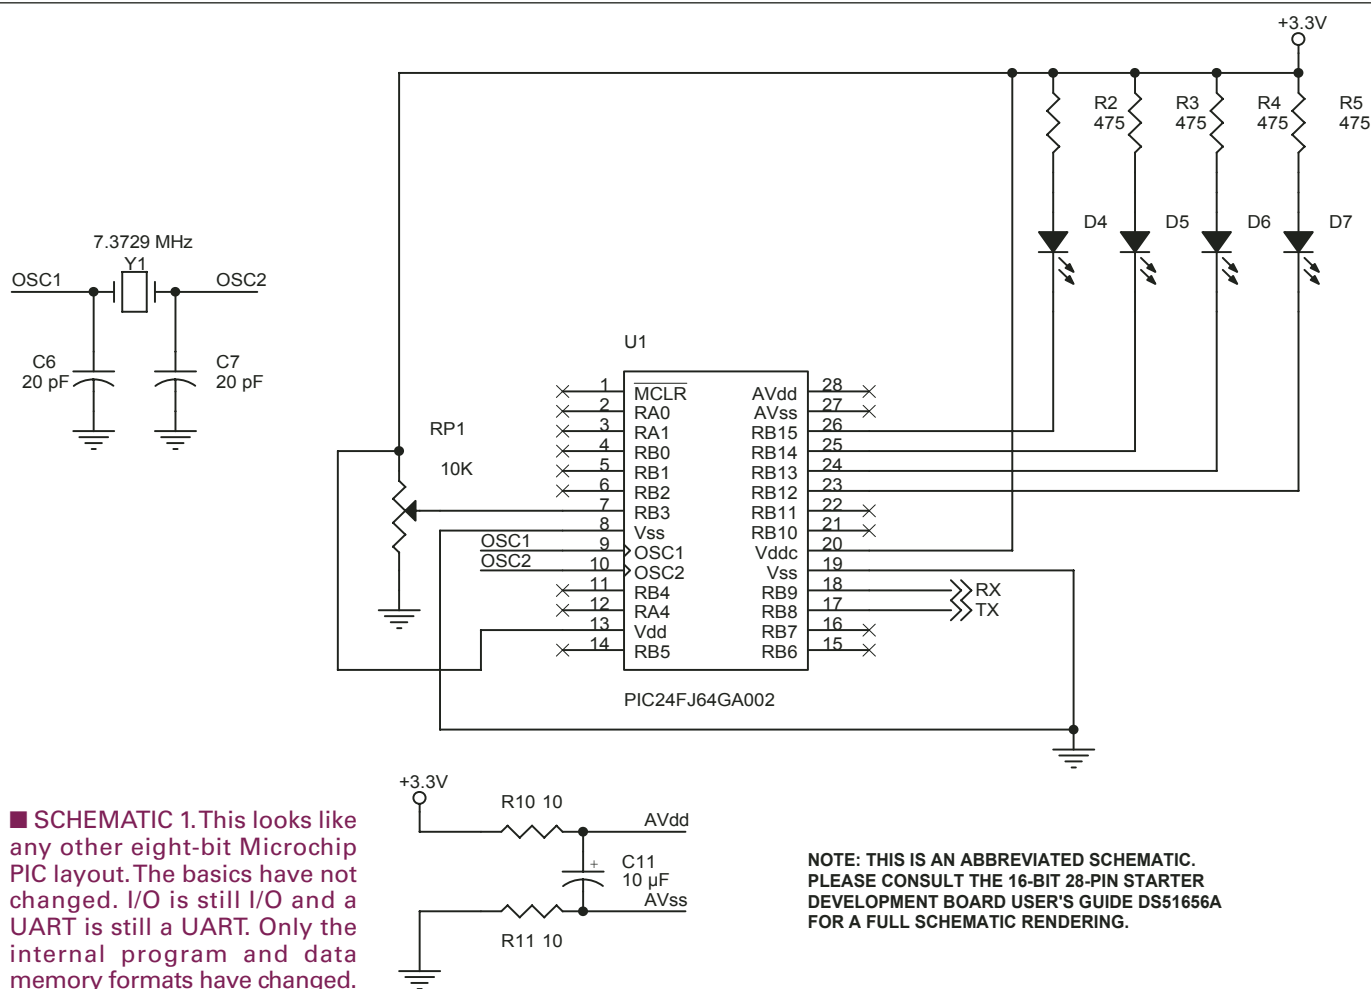 +3.3V
R2
475
R3
475
R4
475
R5
475
D4
D5
D6
D7
7.3729 MHz
Y1
OSC1
OSC2
C6
20 pF
C7
20 pF
U1
RP1
10K
1 MCLR
2 RA0
3 RA1
4 RB0
5 RB1
6 RB2
7 RB3
8 Vss
OSC1 9 OSC1
OSC2 10 OSC2
11 RB4
12 RA4
13 Vdd
14 RB5
AVdd 28
AVss 27
RB15 26
RB14 25
RB13 24
RB12 23
RB11 22
RB10 21
Vddc 20
Vss 19
RB9 18 RX
RB8 17 TX
RB7 16
RB6 15
PIC24FJ64GA002
+3.3V
R10 10
AVdd
+
C11
10 µF
AVss
R11 10
■ SCHEMATIC 1. This looks like
any other eight-bit Microchip
PIC layout. The basics have not
changed. I/O is still I/O and a
UART is still a UART. Only the
internal program and data
memory formats have changed.
NOTE: THIS IS AN ABBREVIATED SCHEMATIC.
PLEASE CONSULT THE 16-BIT 28-PIN STARTER
DEVELOPMENT BOARD USER'S GUIDE DS51656A
FOR A FULL SCHEMATIC RENDERING.